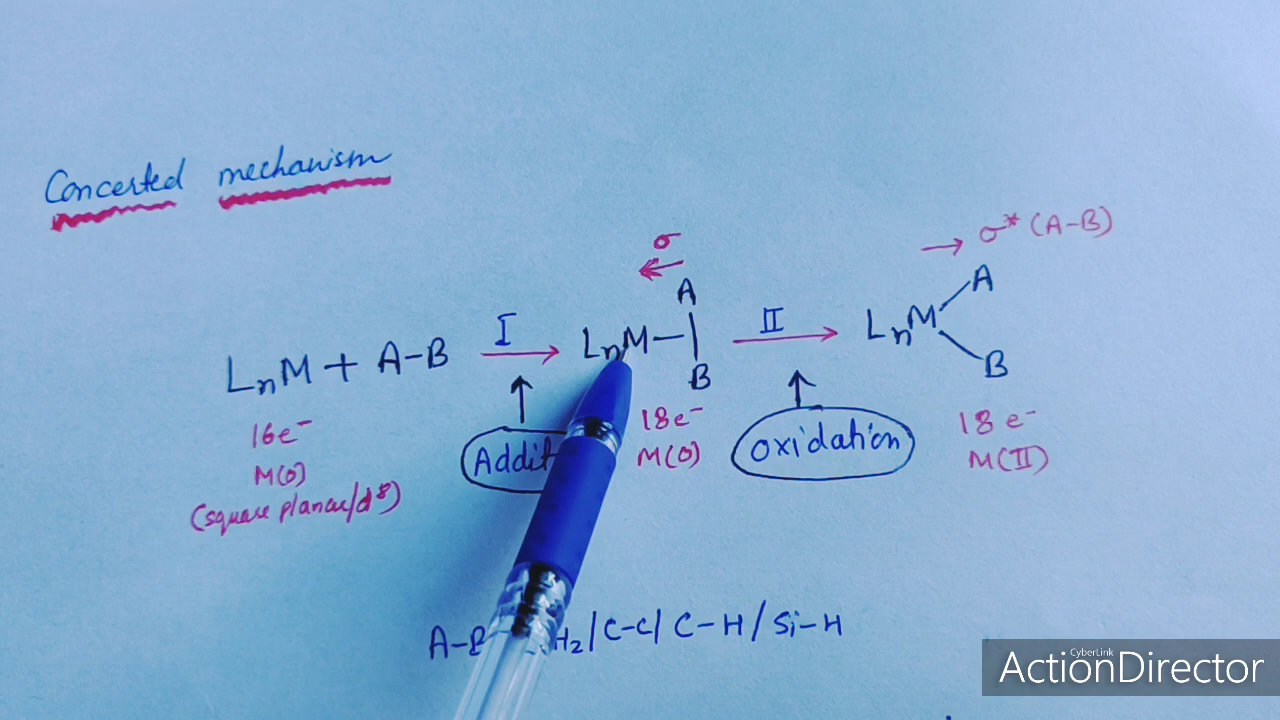 Concerted mechanism
σ
σ* (A-B)
LnM + A-B
I
LnM
A
B
II
LnM
A
B
16e⁻
M(0)
(square planar/d⁸)
18e⁻
M(0)
oxidation
18 e⁻
M(II)
H₂/C-C/ C-H/ Si-H
CyberLink
ActionDirector